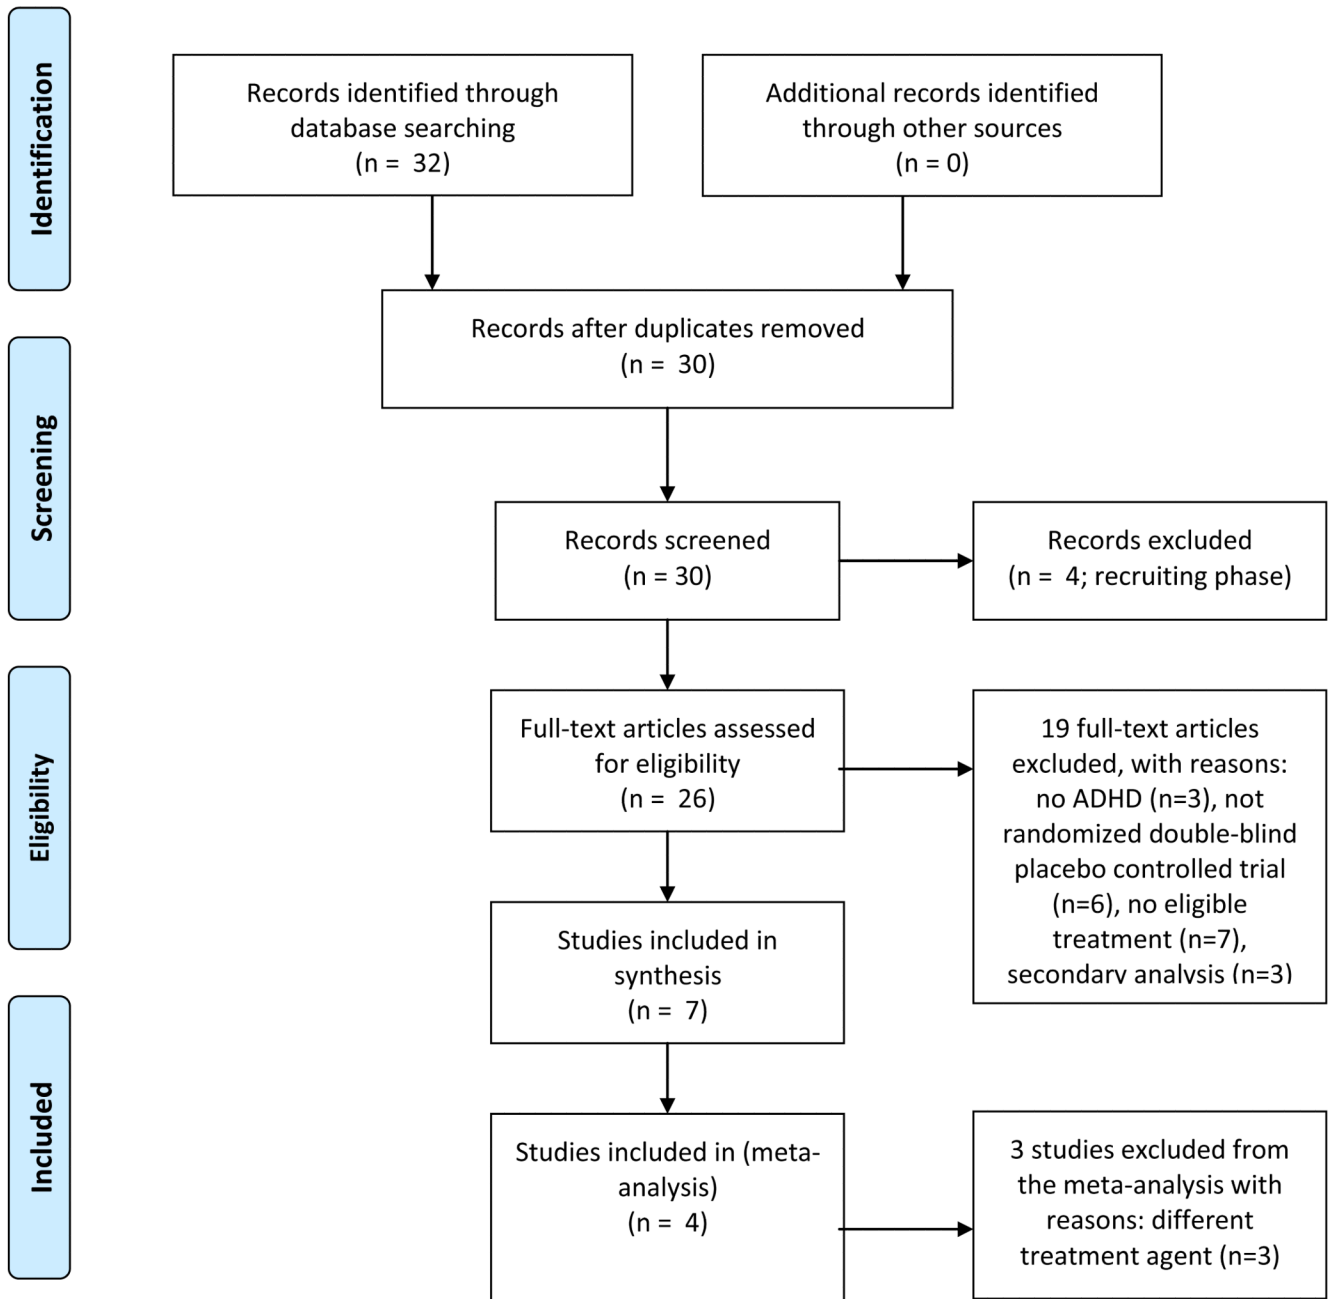 Identification
Records identified through
database searching
(n = 32)
Additional records identified
through other sources
(n = 0)
Records after duplicates removed
(n = 30)
Screening
Records screened
(n = 30)
Records excluded
(n = 4; recruiting phase)
Eligibility
Full-text articles assessed
for eligibility
(n = 26)
19 full-text articles
excluded, with reasons:
no ADHD (n=3), not
randomized double-blind
placebo controlled trial
(n=6), no eligible
treatment (n=7),
secondary analysis (n=3)
Studies included in
synthesis
(n = 7)
Included
Studies included in (meta-
analysis)
(n = 4)
3 studies excluded from
the meta-analysis with
reasons: different
treatment agent (n=3)